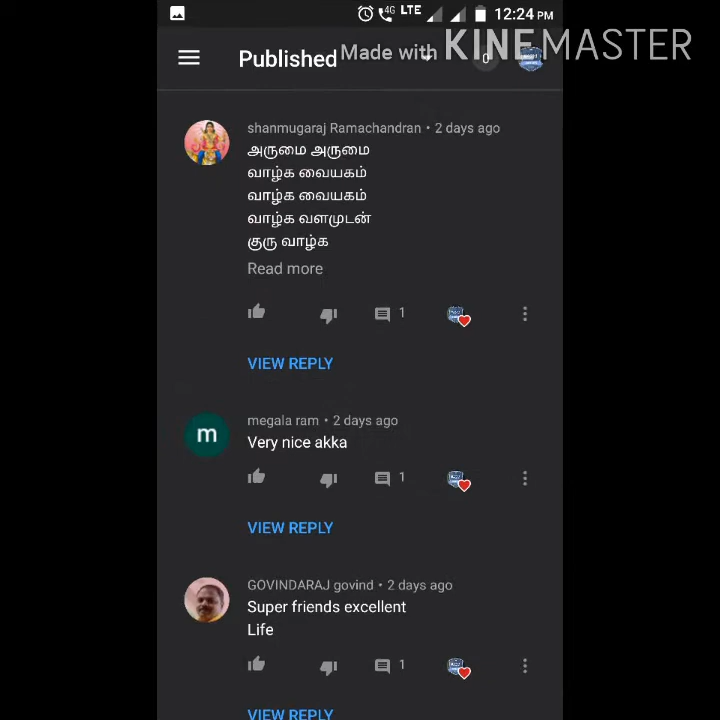 4G LTE 12:24 PM
Published
Made with KINEMASTER
0
shanmugaraj Ramachandran • 2 days ago
அருமை அருமை
வாழ்க வையகம்
வாழ்க வையகம்
வாழ்க வளமுடன்
குரு வாழ்க
Read more
1
VIEW REPLY
m
megala ram • 2 days ago
Very nice akka
1
VIEW REPLY
GOVINDARAJ govind • 2 days ago
Super friends excellent
Life
1
VIEW REPLY